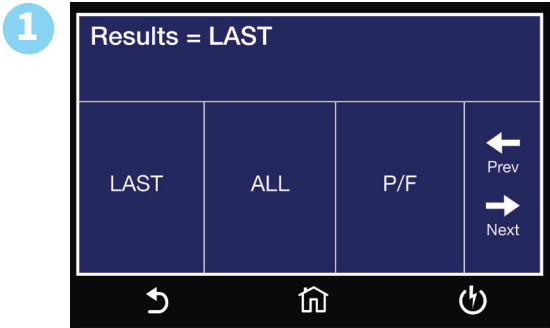 1
Results = LAST
LAST
ALL
P/F
Prev
Next